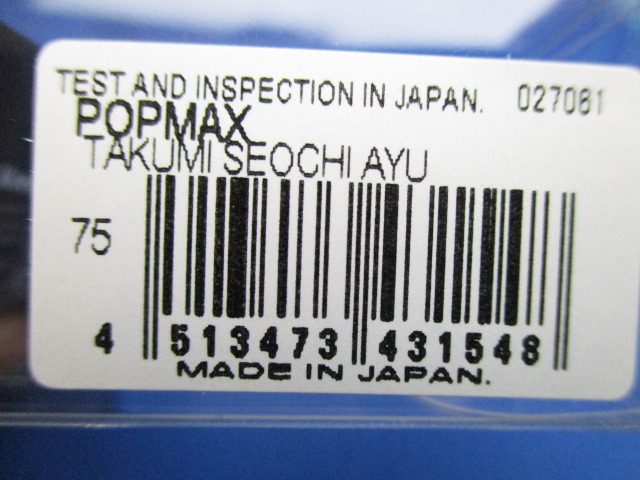 TEST AND INSPECTION IN JAPAN. 027061
POPMAX
TAKUMI SEOCHI AYU
75
4 513473 431548
MADE IN JAPAN.